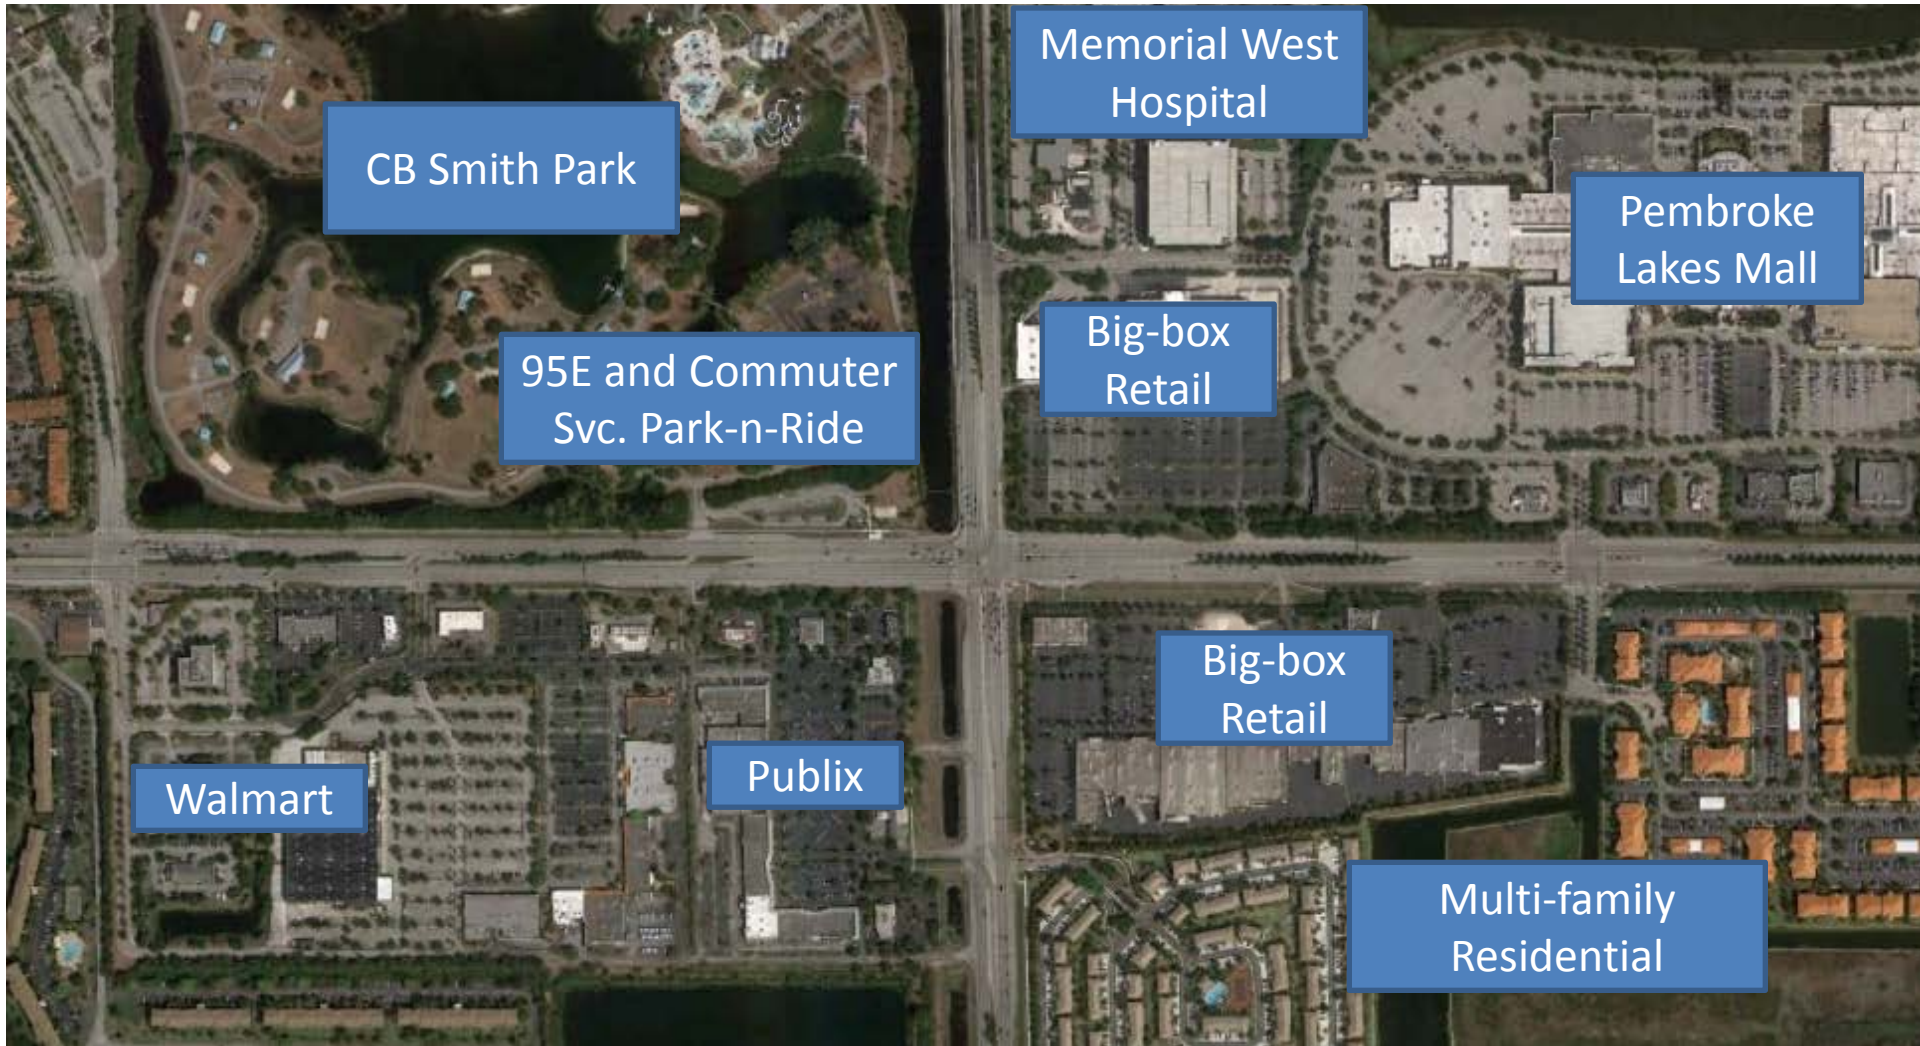 Memorial West
Hospital
CB Smith Park
Pembroke
Lakes Mall
Big-box
Retail
95E and Commuter
Svc. Park-n-Ride
Big-box
Retail
Publix
Walmart
Multi-family
Residential